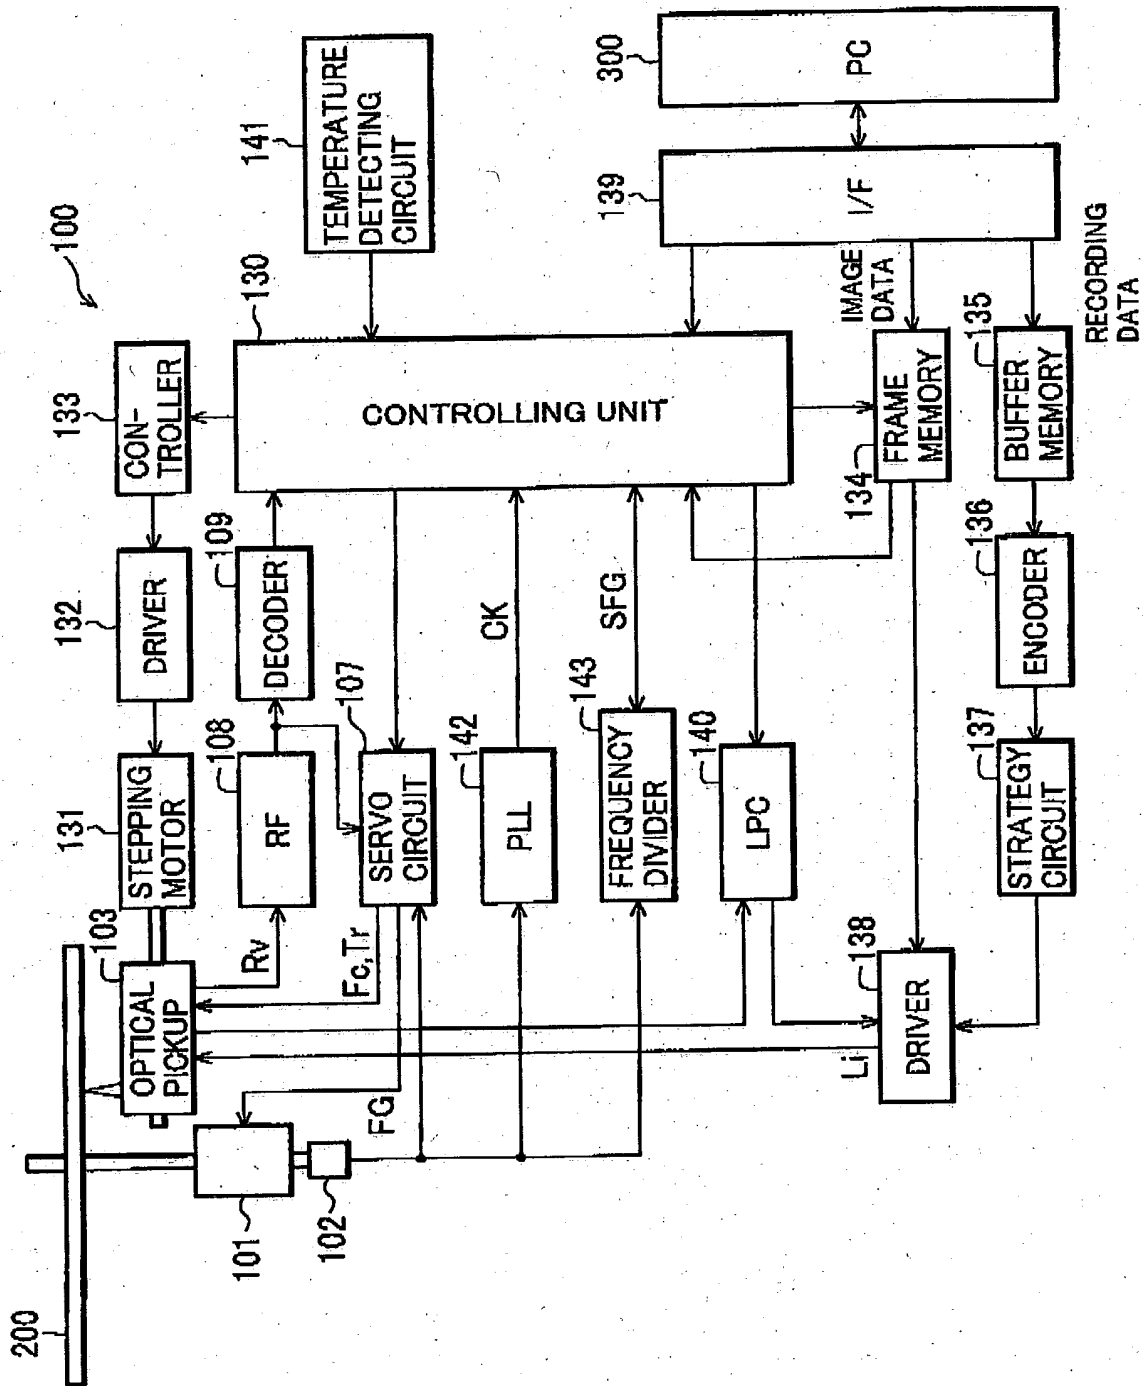 200
101
102
FG
103
OPTICAL
PICKUP
Rv
Fc,Tr
Li
131
STEPPING
MOTOR
132
DRIVER
133
CON-
TROLLER
100
108
RF
109
DECODER
107
SERVO
CIRCUIT
142
PLL
CK
143
FREQUENCY
DIVIDER
SFG
140
LPC
130
CONTROLLING UNIT
141
TEMPERATURE
DETECTING
CIRCUIT
138
DRIVER
137
STRATEGY
CIRCUIT
136
ENCODER
135
BUFFER
MEMORY
134
FRAME
MEMORY
IMAGE
DATA
RECORDING
DATA
139
I/F
300
PC